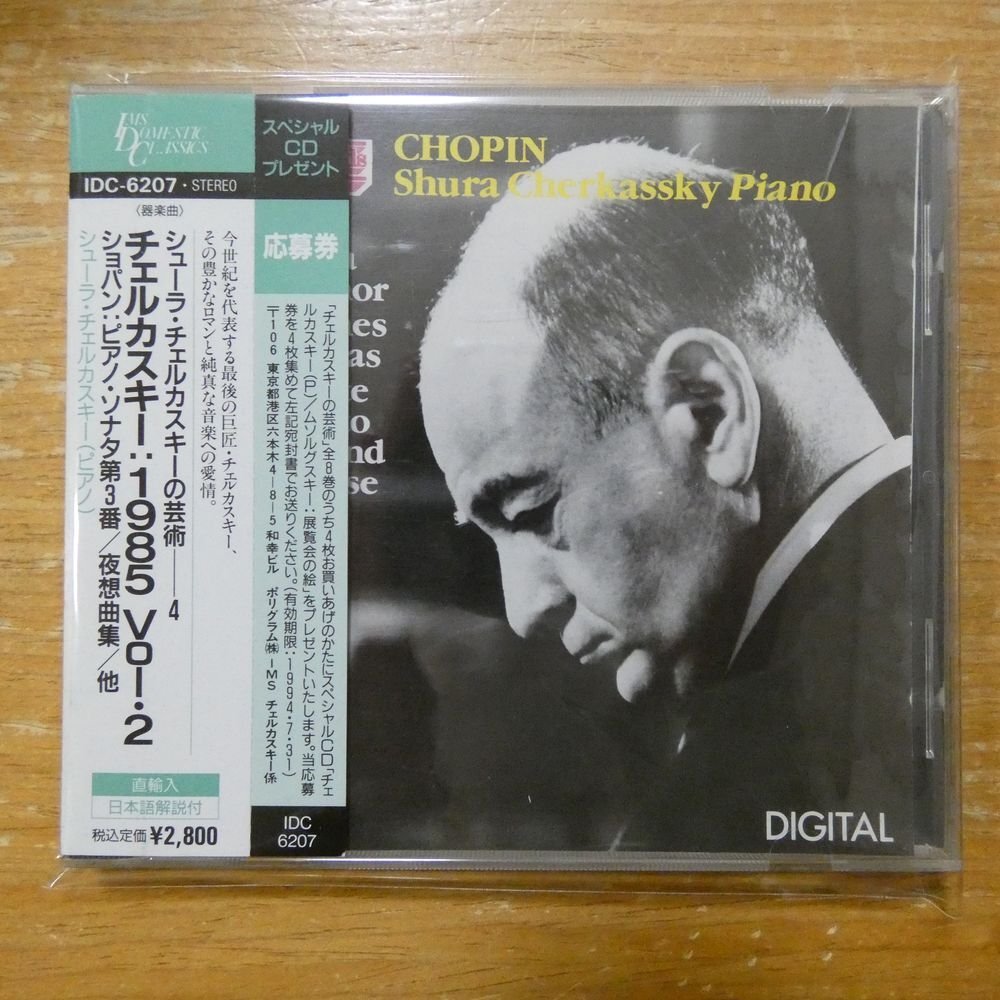 IMS
DOMESTIC
CLASSICS
IDC-6207・STEREO
〈器楽曲〉
今世紀を代表する最後の巨匠・チェルカスキー、
その豊かなロマンと純真な音楽への愛情。
シューラ・チェルカスキーの芸術——4
チェルカスキー：1985 Vol・2
ショパン：ピアノ・ソナタ第3番／夜想曲集／他
シューラ・チェルカスキー（ピアノ）
直輸入
日本語解説付
税込定価¥2,800
スペシャル
CD
プレゼント
応募券
「チェルカスキーの芸術」全8巻のうち4枚お買いあげのかたにスペシャルCD「チェ
ルカスキー(p.)／ムソルグスキー：展覧会の絵」をプレゼントいたします。当応募
券を4枚集めて左記宛封書でお送りください。(有効期限：1994・7・31)
〒106 東京都港区六本木4−8−5 和幸ビル ポリグラム㈱ IMS チェルカスキー係
IDC
6207
CHOPIN
Shura Cherkassky Piano
or
es
as
e
o
nd
se
DIGITAL